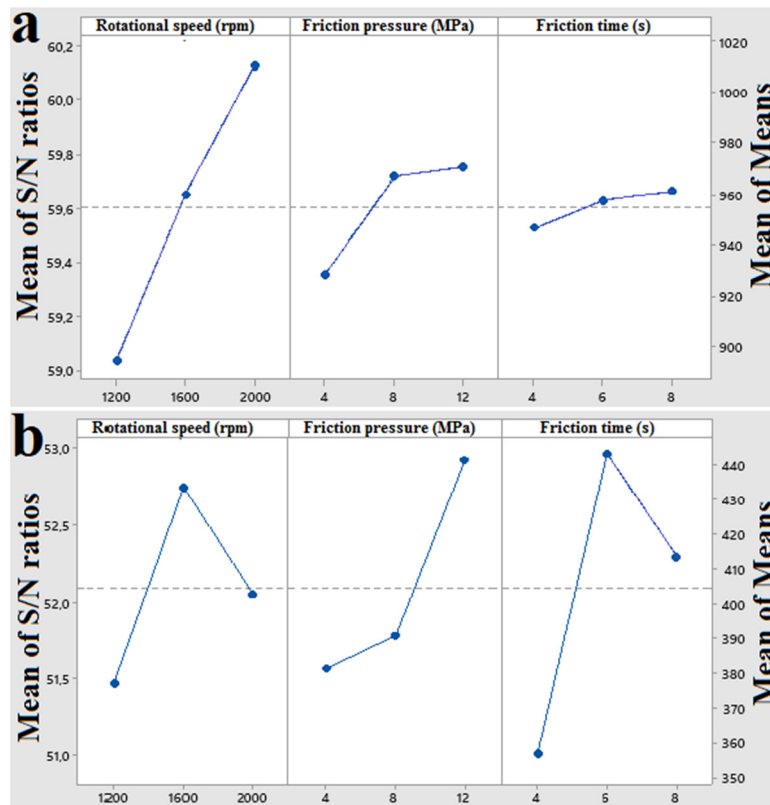 a
Rotational speed (rpm) Friction pressure (MPa) Friction time (s)
Mean of S/N ratios
60,2
60,0
59,8
59,6
59,4
59,2
59,0
1020
1000
980
960
940
920
900
Mean of Means
1200 1600 2000 4 8 12 4 6 8
b
Rotational speed (rpm) Friction pressure (MPa) Friction time (s)
Mean of S/N ratios
53,0
52,5
52,0
51,5
51,0
440
430
420
410
400
390
380
370
360
350
Mean of Means
1200 1600 2000 4 8 12 4 6 8